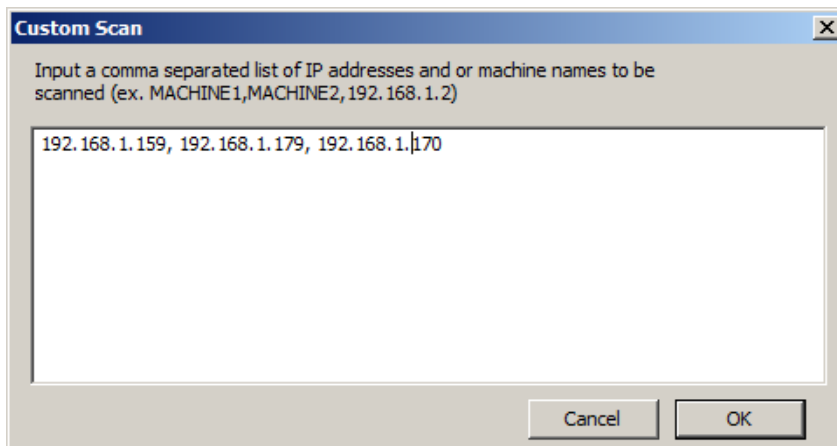 Custom Scan
Input a comma separated list of IP addresses and or machine names to be
scanned (ex. MACHINE1,MACHINE2,192.168.1.2)
192.168.1.159, 192.168.1.179, 192.168.1.170
Cancel OK